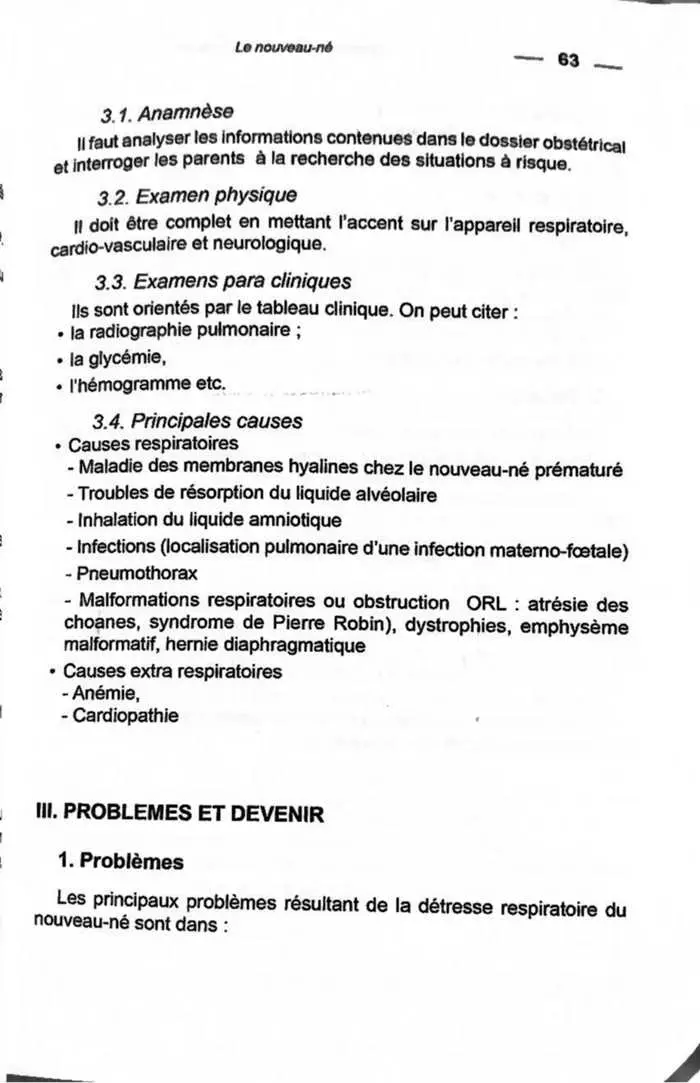 Le nouveau-né
— 63 —
3.1. Anamnèse
Il faut analyser les informations contenues dans le dossier obstétrical
et interroger les parents à la recherche des situations à risque.
3.2. Examen physique
Il doit être complet en mettant l'accent sur l'appareil respiratoire,
cardio-vasculaire et neurologique.
3.3. Examens para cliniques
Ils sont orientés par le tableau clinique. On peut citer :
• la radiographie pulmonaire ;
• la glycémie,
• l'hémogramme etc.
3.4. Principales causes
• Causes respiratoires
- Maladie des membranes hyalines chez le nouveau-né prématuré
- Troubles de résorption du liquide alvéolaire
- Inhalation du liquide amniotique
- Infections (localisation pulmonaire d'une infection materno-fœtale)
- Pneumothorax
- Malformations respiratoires ou obstruction ORL : atrésie des
choanes, syndrome de Pierre Robin), dystrophies, emphysème
malformatif, hernie diaphragmatique
• Causes extra respiratoires
- Anémie,
- Cardiopathie
III. PROBLEMES ET DEVENIR
1. Problèmes
Les principaux problèmes résultant de la détresse respiratoire du
nouveau-né sont dans :